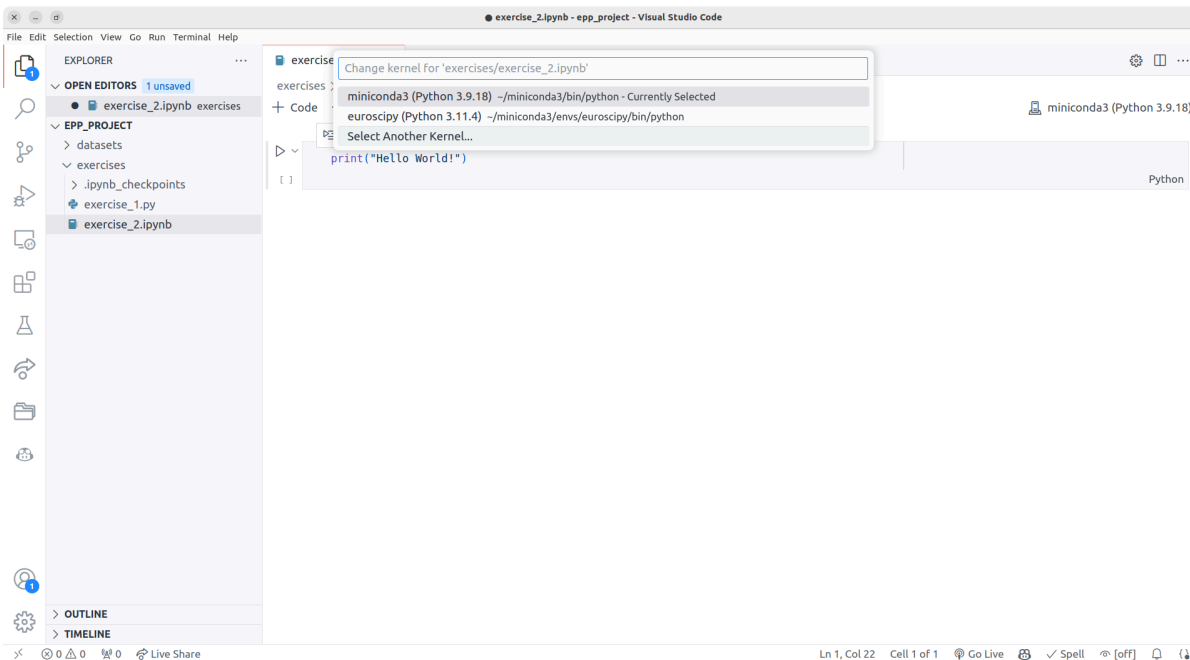 exercise_2.ipynb - epp_project - Visual Studio Code
File Edit Selection View Go Run Terminal Help
EXPLORER
OPEN EDITORS 1 unsaved
exercise_2.ipynb exercises
EPP_PROJECT
datasets
exercises
.ipynb_checkpoints
exercise_1.py
exercise_2.ipynb
OUTLINE
TIMELINE
1
1
exercise
exercises
Change kernel for 'exercises/exercise_2.ipynb'
miniconda3 (Python 3.9.18) ~/miniconda3/bin/python - Currently Selected
euroscipy (Python 3.11.4) ~/miniconda3/envs/euroscipy/bin/python
Select Another Kernel...
+ Code
miniconda3 (Python 3.9.18)
print("Hello World!")
[ ]
Python
0 0 0 Live Share
Ln 1, Col 22 Cell 1 of 1 Go Live Spell [off]